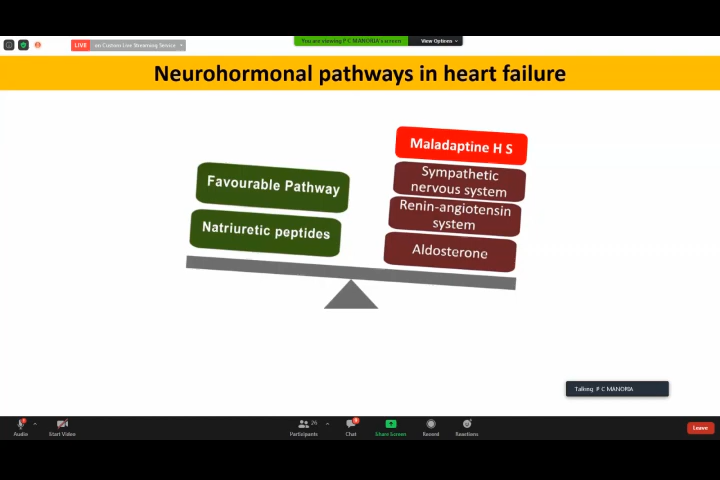 LIVE on Custom Live Streaming Service
You are viewing P C MANORIA's screen
View Options
Neurohormonal pathways in heart failure
Maladaptine H S
Favourable Pathway
Sympathetic
nervous system
Natriuretic peptides
Renin-angiotensin
system
Aldosterone
Talking: P C MANORIA
Audio
Start Video
Participants
26
Chat
Share Screen
Record
Reactions
Leave